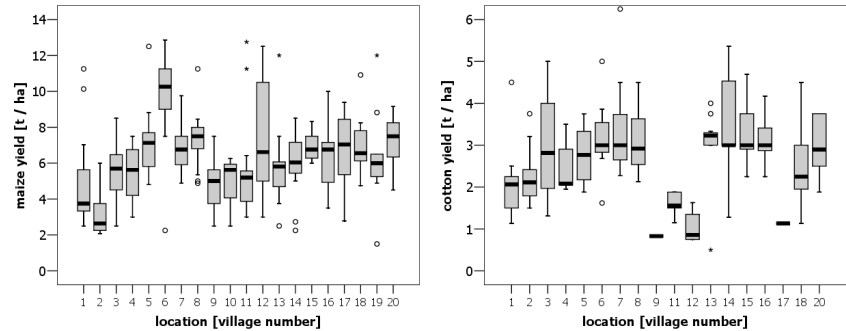 maize yield [t / ha]
14
12
10
8
6
4
2
0
1 2 3 4 5 6 7 8 9 10 11 12 13 14 15 16 17 18 19 20
location [village number]
cotton yield [t / ha]
6
5
4
3
2
1
0
1 2 3 4 5 6 7 8 9 11 12 13 14 15 16 17 18 20
location [village number]